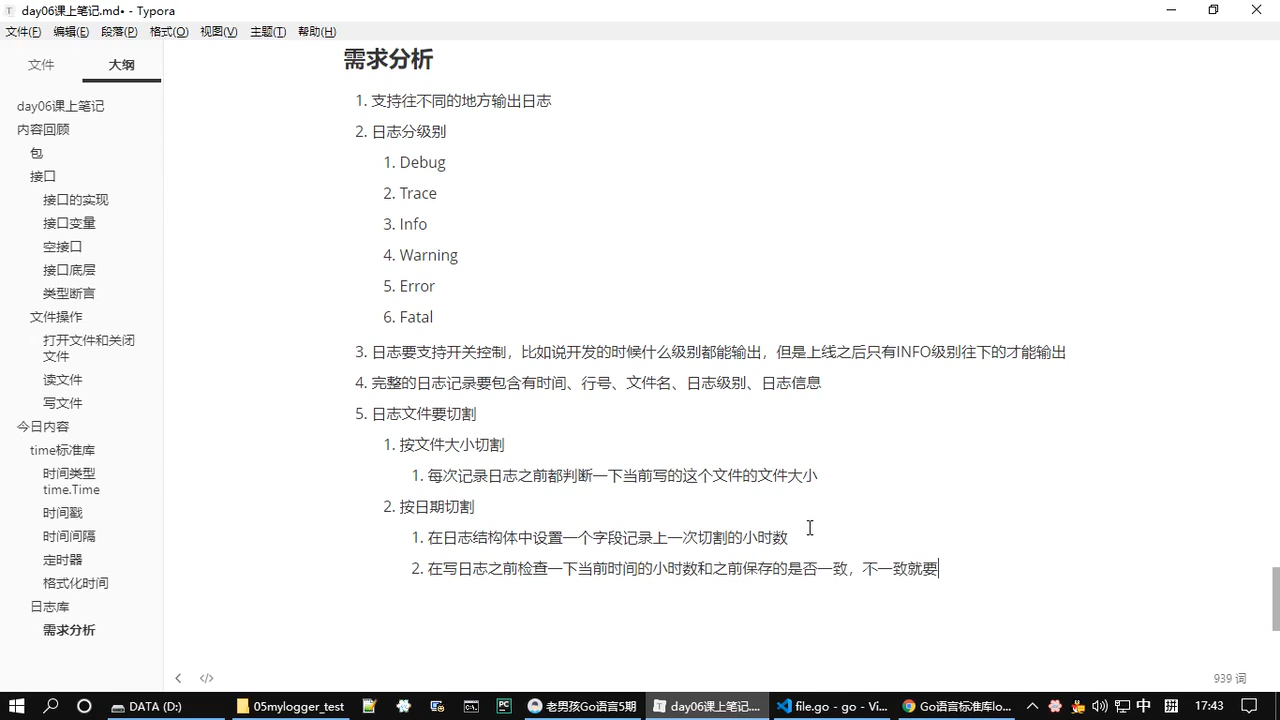 day06课上笔记.md• - Typora
文件(F) 编辑(E) 段落(P) 格式(O) 视图(V) 主题(T) 帮助(H)
文件 大纲
day06课上笔记
内容回顾
包
接口
接口的实现
接口变量
空接口
接口底层
类型断言
文件操作
打开文件和关闭
文件
读文件
写文件
今日内容
time标准库
时间类型
time.Time
时间戳
时间间隔
定时器
格式化时间
日志库
需求分析
需求分析
1. 支持往不同的地方输出日志
2. 日志分级别
1. Debug
2. Trace
3. Info
4. Warning
5. Error
6. Fatal
3. 日志要支持开关控制，比如说开发的时候什么级别都能输出，但是上线之后只有INFO级别往下的才能输出
4. 完整的日志记录要包含有时间、行号、文件名、日志级别、日志信息
5. 日志文件要切割
1. 按文件大小切割
1. 每次记录日志之前都判断一下当前写的这个文件的文件大小
2. 按日期切割
1. 在日志结构体中设置一个字段记录上一次切割的小时数
2. 在写日志之前检查一下当前时间的小时数和之前保存的是否一致，不一致就要
939 词
DATA (D:) 05mylogger_test 老男孩Go语言5期 day06课上笔记.... file.go - go - Vi... Go语言标准库lo... 中 拼 17:43